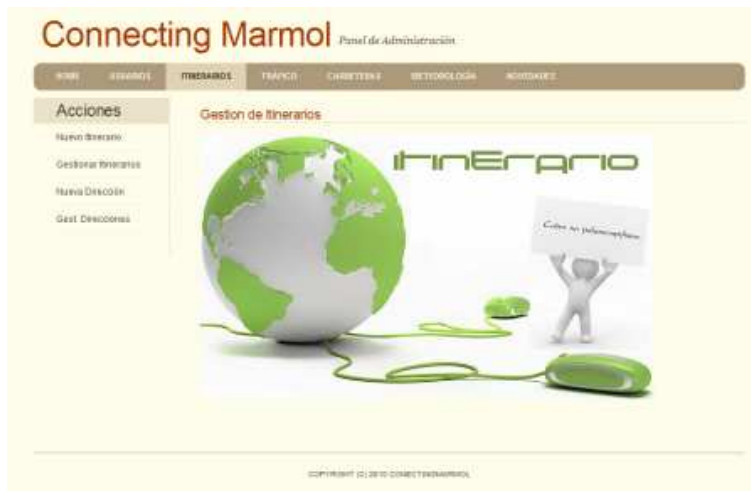 Connecting Marmol Panel de Administración
HOME USUARIOS ITINERARIOS TRÁFICO CARRETERAS METEOROLOGÍA NOVEDADES
Acciones
Nuevo Itinerario
Gestionar Itinerarios
Nueva Dirección
Gest. Direcciones
Gestion de Itinerarios
itinErario
COPYRIGHT (C) 2010 CONECTINGMARMOL